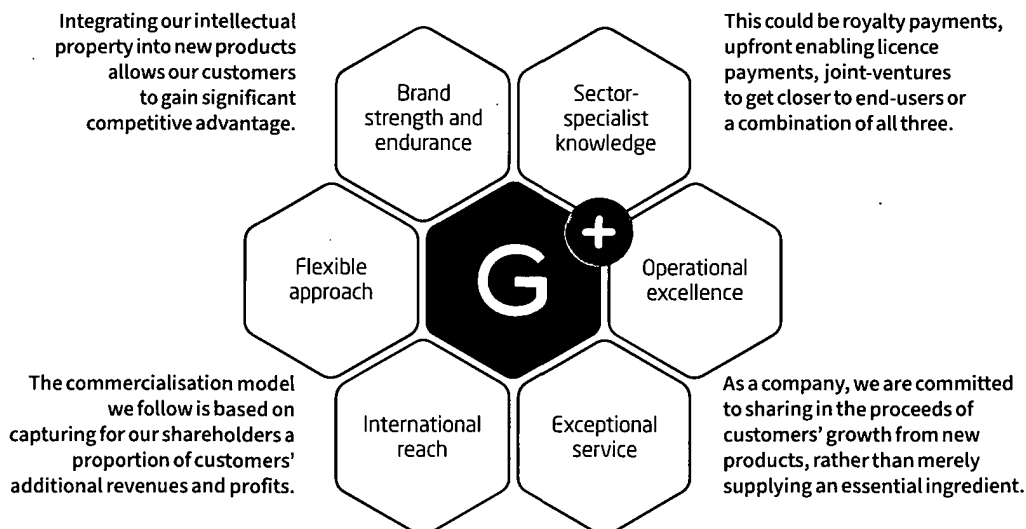 Integrating our intellectual
property into new products
allows our customers
to gain significant
competitive advantage.
This could be royalty payments,
upfront enabling licence
payments, joint-ventures
to get closer to end-users or
a combination of all three.
Brand
strength and
endurance
Sector-
specialist
knowledge
Flexible
approach
G
+
Operational
excellence
The commercialisation model
we follow is based on
capturing for our shareholders a
proportion of customers'
additional revenues and profits.
International
reach
Exceptional
service
As a company, we are committed
to sharing in the proceeds of
customers' growth from new
products, rather than merely
supplying an essential ingredient.